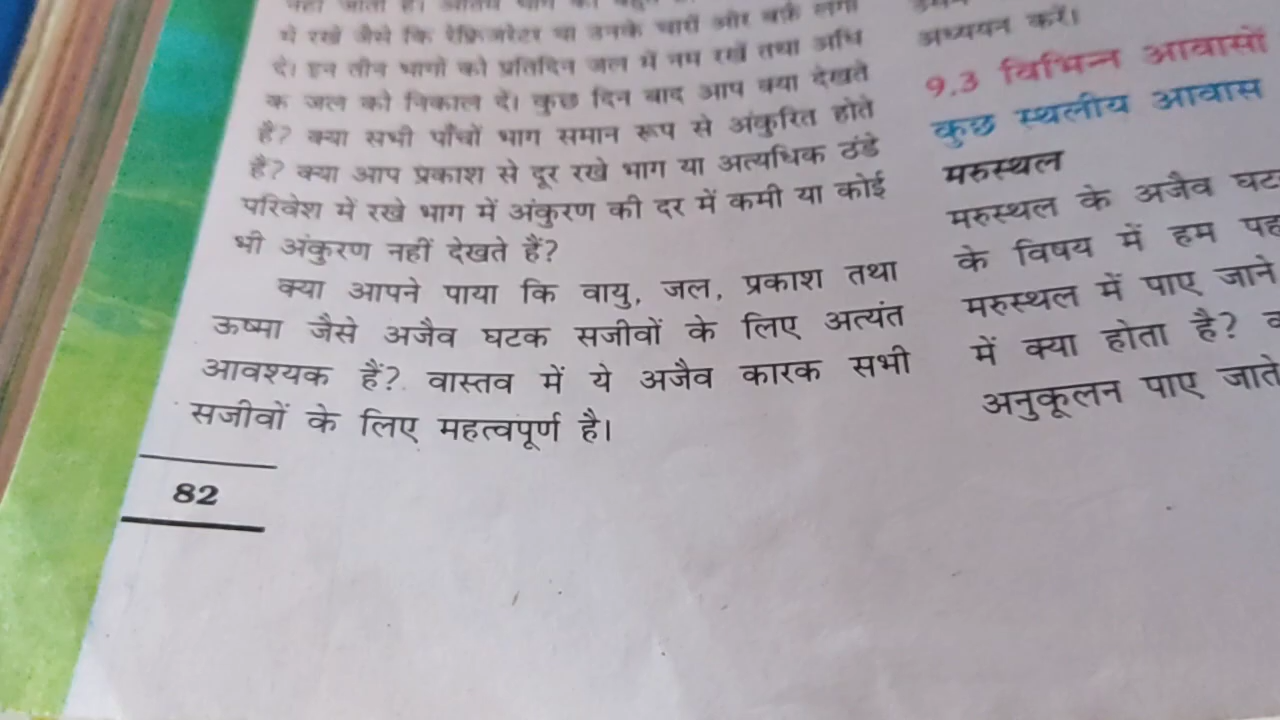 में रखें जैसे कि रेफ्रिजरेटर या उनके चारों ओर बर्फ़ लगा
दें। इन तीन भागों को प्रतिदिन जल में नम रखें तथा अधि
क जल को निकाल दें। कुछ दिन बाद आप क्या देखते
हैं? क्या सभी पाँचों भाग समान रूप से अंकुरित होते
हैं? क्या आप प्रकाश से दूर रखे भाग या अत्यधिक ठंडे
परिवेश में रखे भाग में अंकुरण की दर में कमी या कोई
भी अंकुरण नहीं देखते हैं?
क्या आपने पाया कि वायु, जल, प्रकाश तथा
ऊष्मा जैसे अजैव घटक सजीवों के लिए अत्यंत
आवश्यक हैं? वास्तव में ये अजैव कारक सभी
सजीवों के लिए महत्वपूर्ण है।
82
अध्ययन करें।
9.3 विभिन्न आवासों
कुछ स्थलीय आवास
मरुस्थल
मरुस्थल के अजैव
के विषय में हम
मरुस्थल में पाए जाने
में क्या होता है?
अनुकूलन पाए जाते